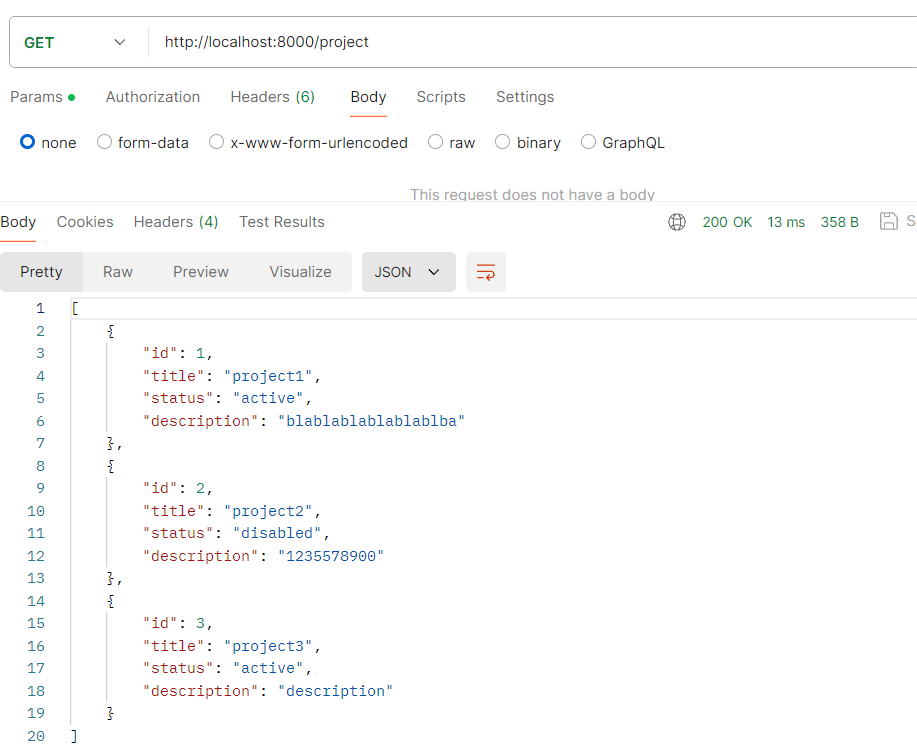 GET http://localhost:8000/project
Params Authorization Headers (6) Body Scripts Settings
none form-data x-www-form-urlencoded raw binary GraphQL
This request does not have a body
Body Cookies Headers (4) Test Results 200 OK 13 ms 358 B
Pretty Raw Preview Visualize JSON
1 [
2 {
3 "id": 1,
4 "title": "project1",
5 "status": "active",
6 "description": "blablablablablablba"
7 },
8 {
9 "id": 2,
10 "title": "project2",
11 "status": "disabled",
12 "description": "1235578900"
13 },
14 {
15 "id": 3,
16 "title": "project3",
17 "status": "active",
18 "description": "description"
19 }
20 ]